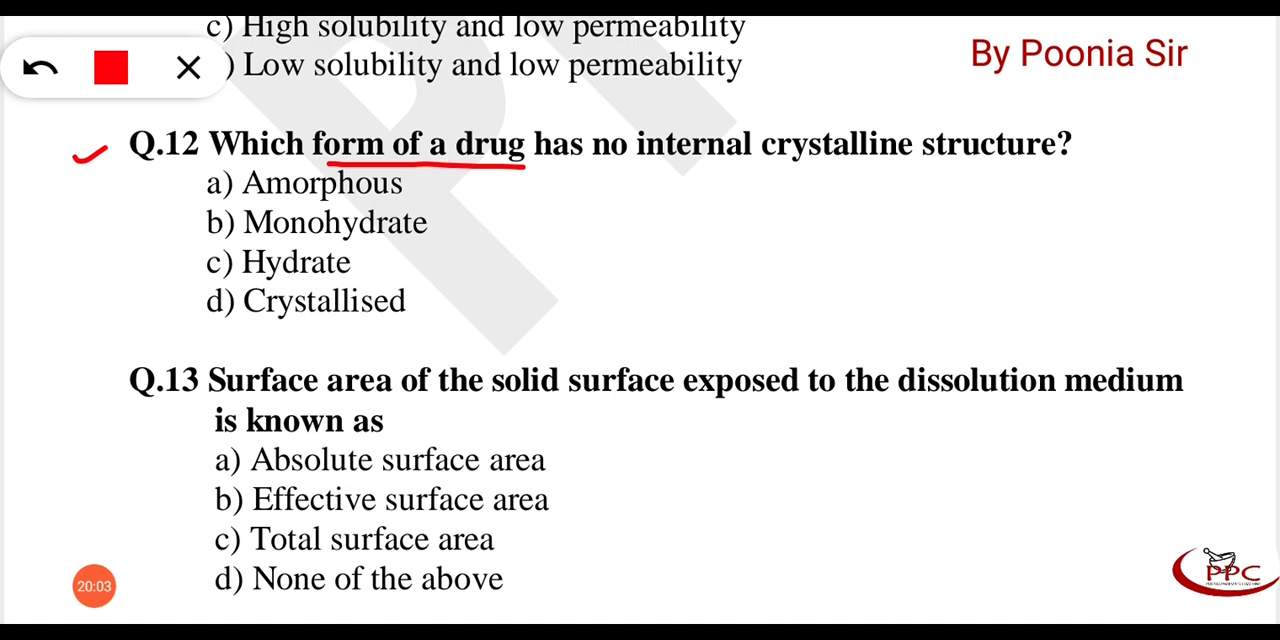 c) High solubility and low permeability
) Low solubility and low permeability
By Poonia Sir
Q.12 Which form of a drug has no internal crystalline structure?
a) Amorphous
b) Monohydrate
c) Hydrate
d) Crystallised
Q.13 Surface area of the solid surface exposed to the dissolution medium
is known as
a) Absolute surface area
b) Effective surface area
c) Total surface area
d) None of the above
20:03
PPC